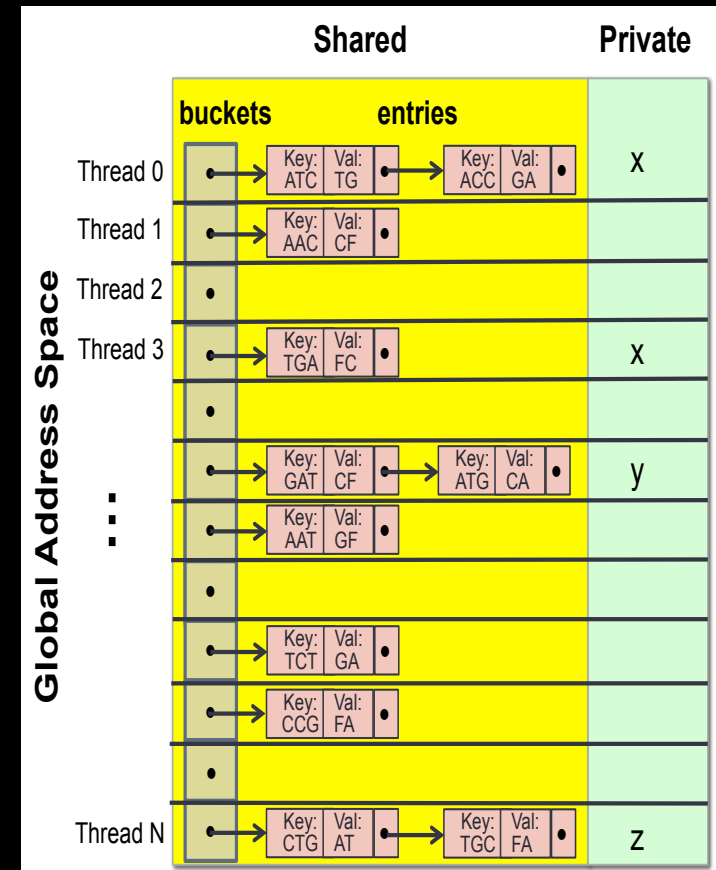 Shared Private
buckets entries
Thread 0
Key: ATC Val: TG
Key: ACC Val: GA
x
Thread 1
Key: AAC Val: CF
Thread 2
Thread 3
Key: TGA Val: FC
x
Key: GAT Val: CF
Key: ATG Val: CA
y
Key: AAT Val: GF
Key: TCT Val: GA
Key: CCG Val: FA
Thread N
Key: CTG Val: AT
Key: TGC Val: FA
z
Global Address Space
...